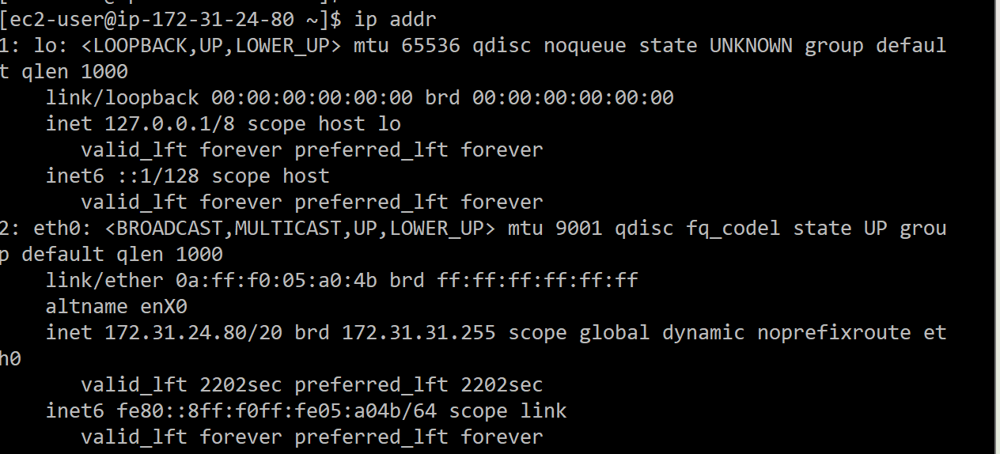 [ec2-user@ip-172-31-24-80 ~]$ ip addr
1: lo: <LOOPBACK,UP,LOWER_UP> mtu 65536 qdisc noqueue state UNKNOWN group defaul
t qlen 1000
    link/loopback 00:00:00:00:00:00 brd 00:00:00:00:00:00
    inet 127.0.0.1/8 scope host lo
       valid_lft forever preferred_lft forever
    inet6 ::1/128 scope host
       valid_lft forever preferred_lft forever
2: eth0: <BROADCAST,MULTICAST,UP,LOWER_UP> mtu 9001 qdisc fq_codel state UP grou
p default qlen 1000
    link/ether 0a:ff:f0:05:a0:4b brd ff:ff:ff:ff:ff:ff
    altname enX0
    inet 172.31.24.80/20 brd 172.31.31.255 scope global dynamic noprefixroute et
h0
       valid_lft 2202sec preferred_lft 2202sec
    inet6 fe80::8ff:f0ff:fe05:a04b/64 scope link
       valid_lft forever preferred_lft forever